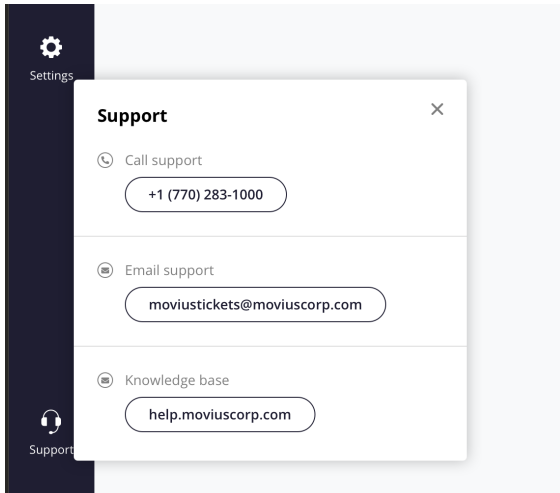 Settings
Support
Call support
+1 (770) 283-1000
Email support
moviustickets@moviuscorp.com
Knowledge base
help.moviuscorp.com
Support